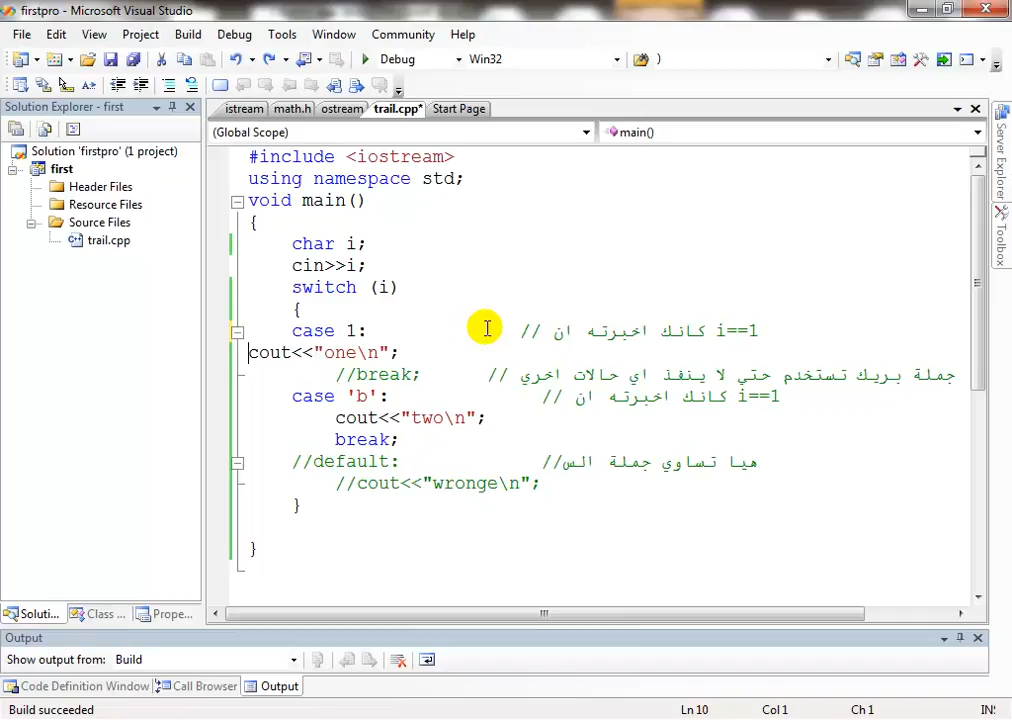 firstpro - Microsoft Visual Studio
File Edit View Project Build Debug Tools Window Community Help
Debug Win32 )
Solution Explorer - first
istream math.h ostream trail.cpp* Start Page
(Global Scope) main()
Solution 'firstpro' (1 project)
first
Header Files
Resource Files
Source Files
trail.cpp
#include <iostream>
using namespace std;
void main()
{
char i;
cin>>i;
switch (i)
{
case 1: // كانك اخبرته ان i==1
cout<<"one\n";
//break; // جملة بريك تستخدم حتي لا ينفذ اي حالات اخري
case 'b': // كانك اخبرته ان i==1
cout<<"two\n";
break;
//default: //هيا تساوي جملة الس
//cout<<"wronge\n";
}
}
Server Explorer
Toolbox
Soluti... Class ... Prope...
Output
Show output from: Build
Code Definition Window Call Browser Output
Build succeeded Ln 10 Col 1 Ch 1 INS